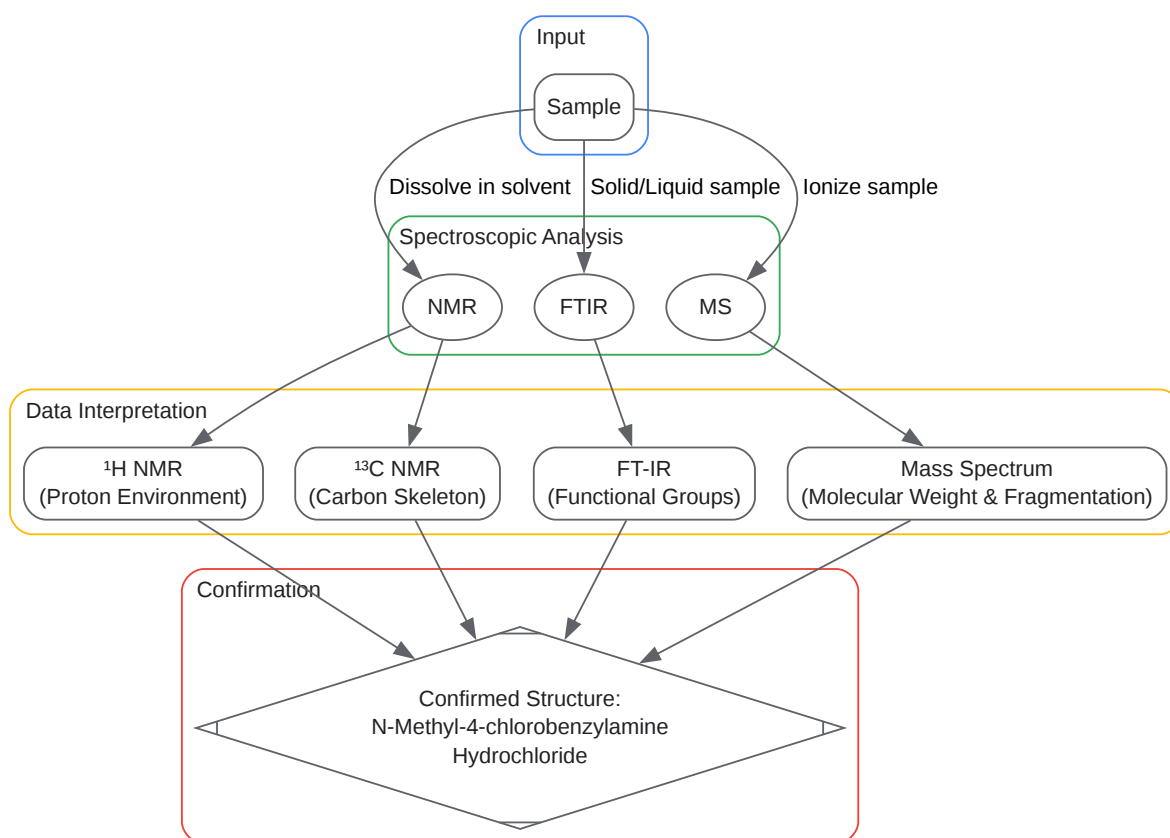 Input
Sample
Dissolve in solvent
Solid/Liquid sample
Ionize sample
Spectroscopic Analysis
NMR
FTIR
MS
Data Interpretation
¹H NMR
(Proton Environment)
¹³C NMR
(Carbon Skeleton)
FT-IR
(Functional Groups)
Mass Spectrum
(Molecular Weight & Fragmentation)
Confirmation
Confirmed Structure:
N-Methyl-4-chlorobenzylamine
Hydrochloride